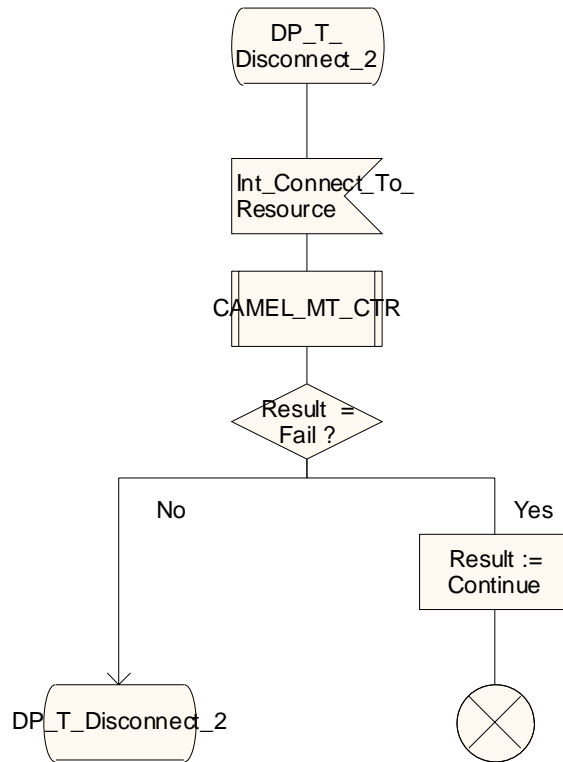 DP_T_
Disconnect_2
Int_Connect_To_
Resource
CAMEL_MT_CTR
Result =
Fail ?
No
Yes
Result :=
Continue
DP_T_Disconnect_2